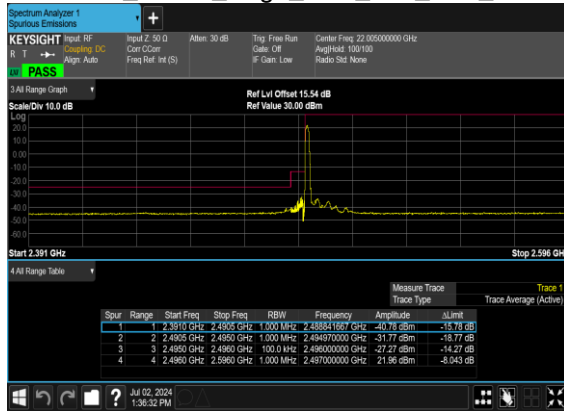 Spectrum Analyzer 1
Spurious Emissions
KEYSIGHT Input: RF Input Z: 50 Ω Atten: 30 dB Trig: Free Run Center Freq: 22.005000000 GHz
R T Coupling: DC Corr CCorr Gate: Off Avg|Hold: 100/100
Align: Auto Freq Ref: Int (S) IF Gain: Low Radio Std: None
PASS
3 All Range Graph
Ref Lvl Offset 15.54 dB
Scale/Div 10.0 dB Ref Value 30.00 dBm
Log
20.0
10.0
0.00
-10.0
-20.0
-30.0
-40.0
-50.0
-60.0
Start 2.391 GHz Stop 2.596 GH
4 All Range Table
Measure Trace Trace 1
Trace Type Trace Average (Active)
Spur Range Start Freq Stop Freq RBW Frequency Amplitude ΔLimit
1 1 2.3910 GHz 2.4905 GHz 1.000 MHz 2.488841667 GHz -40.78 dBm -15.78 dB
2 2 2.4905 GHz 2.4950 GHz 1.000 MHz 2.494970000 GHz -31.77 dBm -18.77 dB
3 3 2.4950 GHz 2.4960 GHz 100.0 kHz 2.496000000 GHz -27.27 dBm -14.27 dB
4 4 2.4960 GHz 2.5960 GHz 1.000 MHz 2.497000000 GHz 21.96 dBm -8.043 dB
Jul 02, 2024
1:36:32 PM